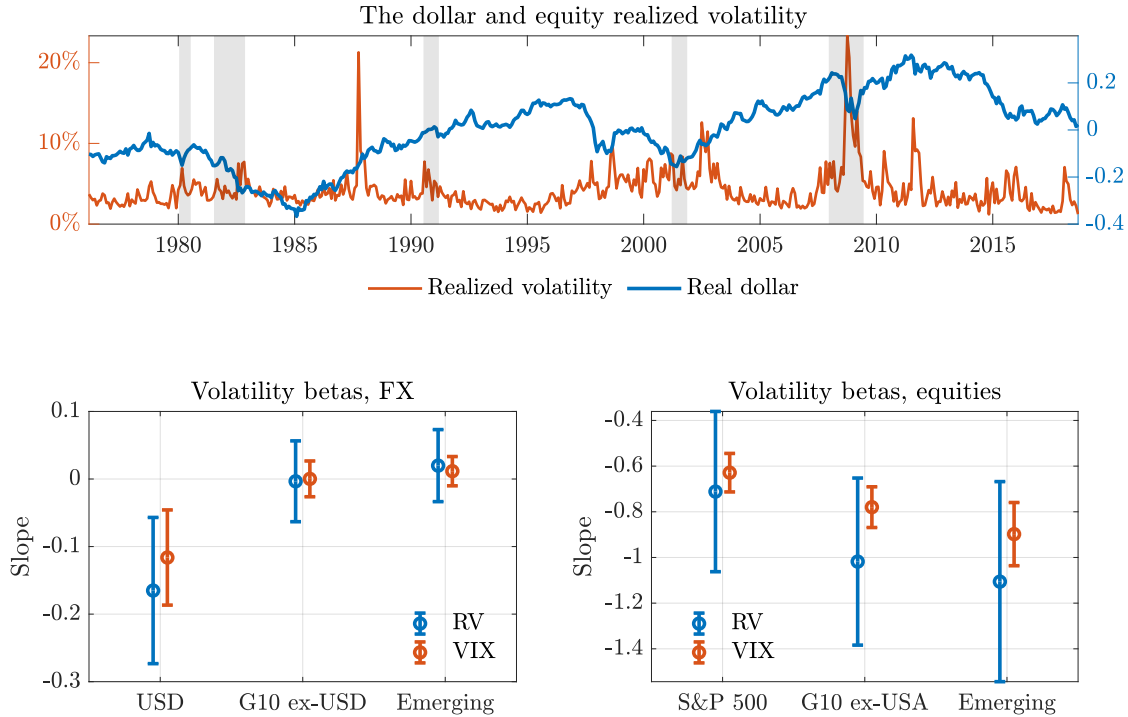 The dollar and equity realized volatility
20%
10%
0%
0.2
0
-0.2
-0.4
1980 1985 1990 1995 2000 2005 2010 2015
Realized volatility Real dollar
Volatility betas, FX
0.1
0
-0.1
-0.2
-0.3
Slope
RV
VIX
USD G10 ex-USD Emerging
Volatility betas, equities
-0.4
-0.6
-0.8
-1
-1.2
-1.4
Slope
RV
VIX
S&P 500 G10 ex-USA Emerging